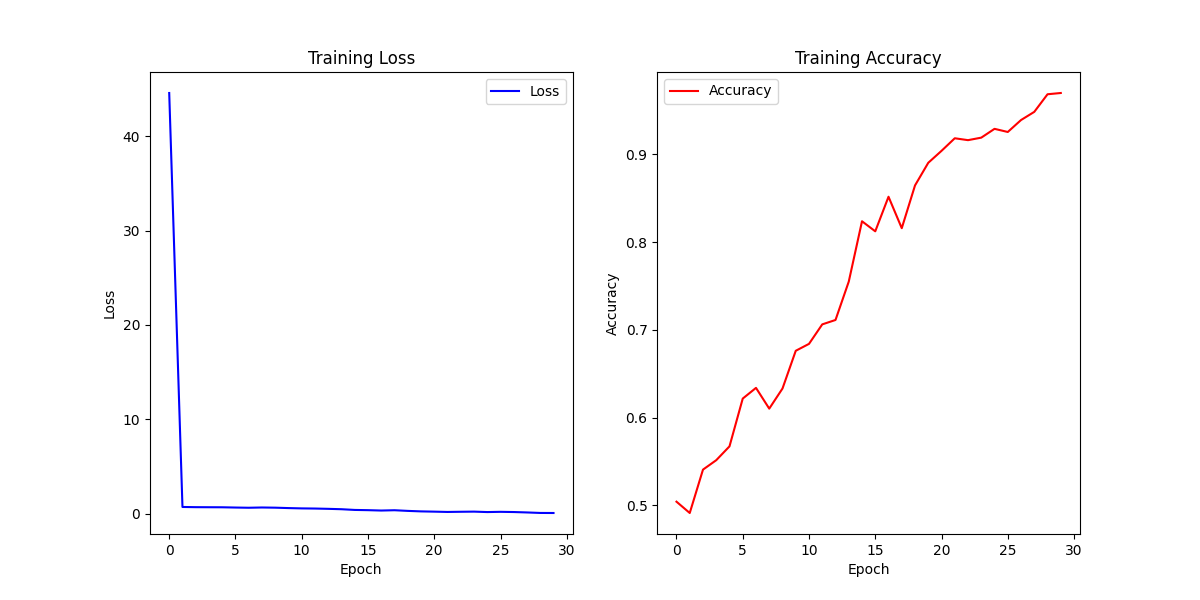 Training Loss
Loss
40
30
20
10
0
Loss
0 5 10 15 20 25 30
Epoch
Training Accuracy
Accuracy
0.9
0.8
0.7
0.6
0.5
Accuracy
0 5 10 15 20 25 30
Epoch